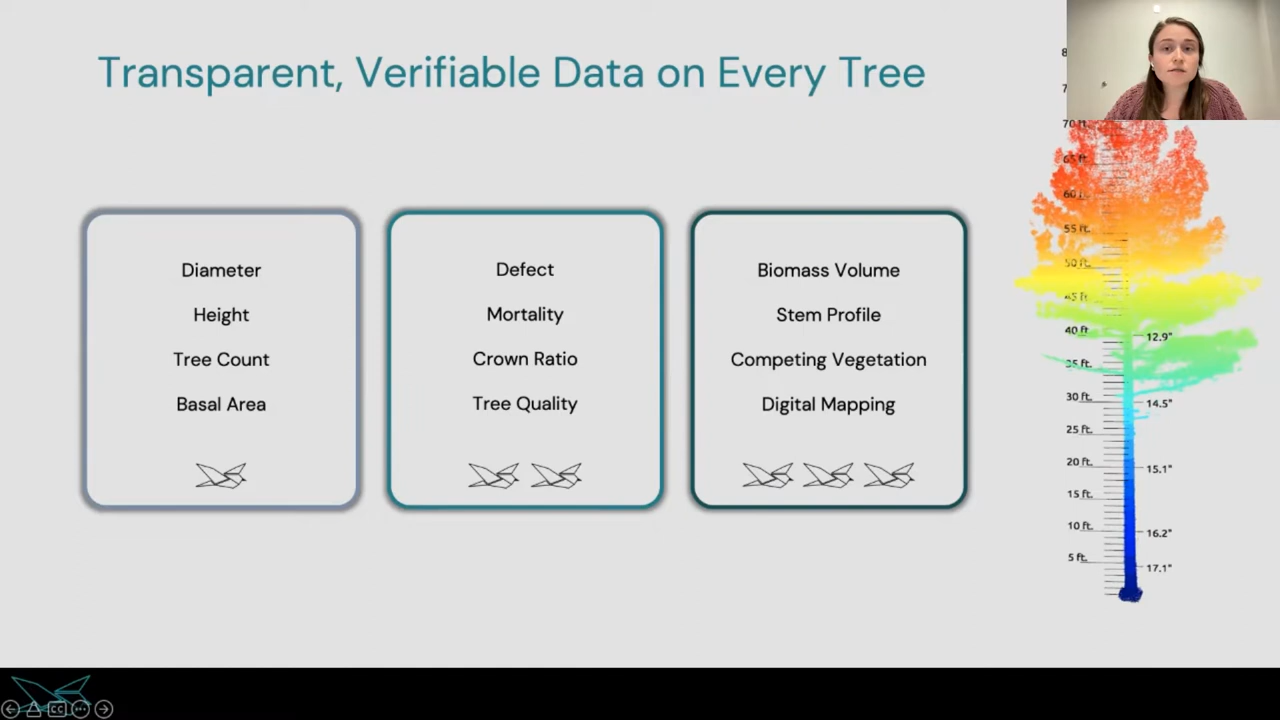 Transparent, Verifiable Data on Every Tree
Diameter
Height
Tree Count
Basal Area
Defect
Mortality
Crown Ratio
Tree Quality
Biomass Volume
Stem Profile
Competing Vegetation
Digital Mapping
70 ft.
65 ft.
60 ft.
55 ft.
50 ft.
45 ft.
40 ft.
12.9"
35 ft.
30 ft.
14.5"
25 ft.
20 ft.
15.1"
15 ft.
10 ft.
16.2"
5 ft.
17.1"
CC